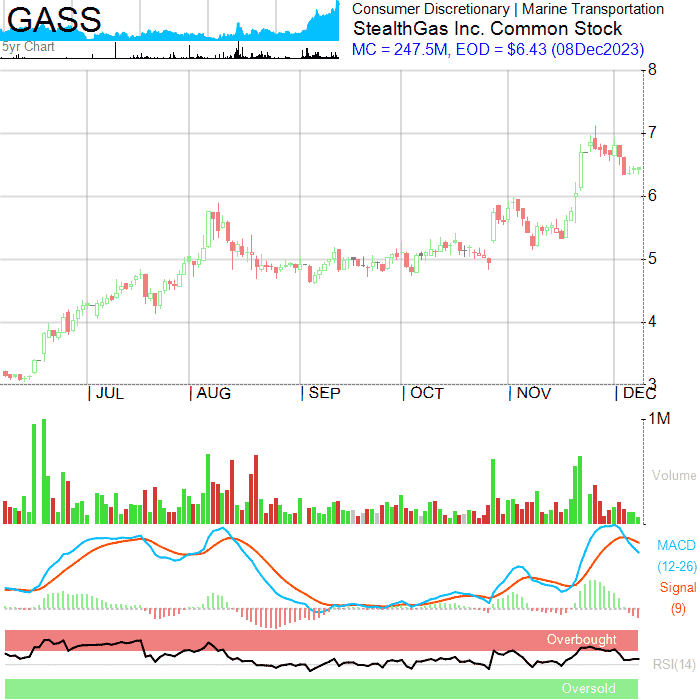 GASS
5yr Chart
Consumer Discretionary | Marine Transportation
StealthGas Inc. Common Stock
MC = 247.5M, EOD = $6.43 (08Dec2023)
8
7
6
5
4
3
JUL AUG SEP OCT NOV DEC
1M
Volume
MACD
(12-26)
Signal
(9)
Overbought
RSI(14)
Oversold